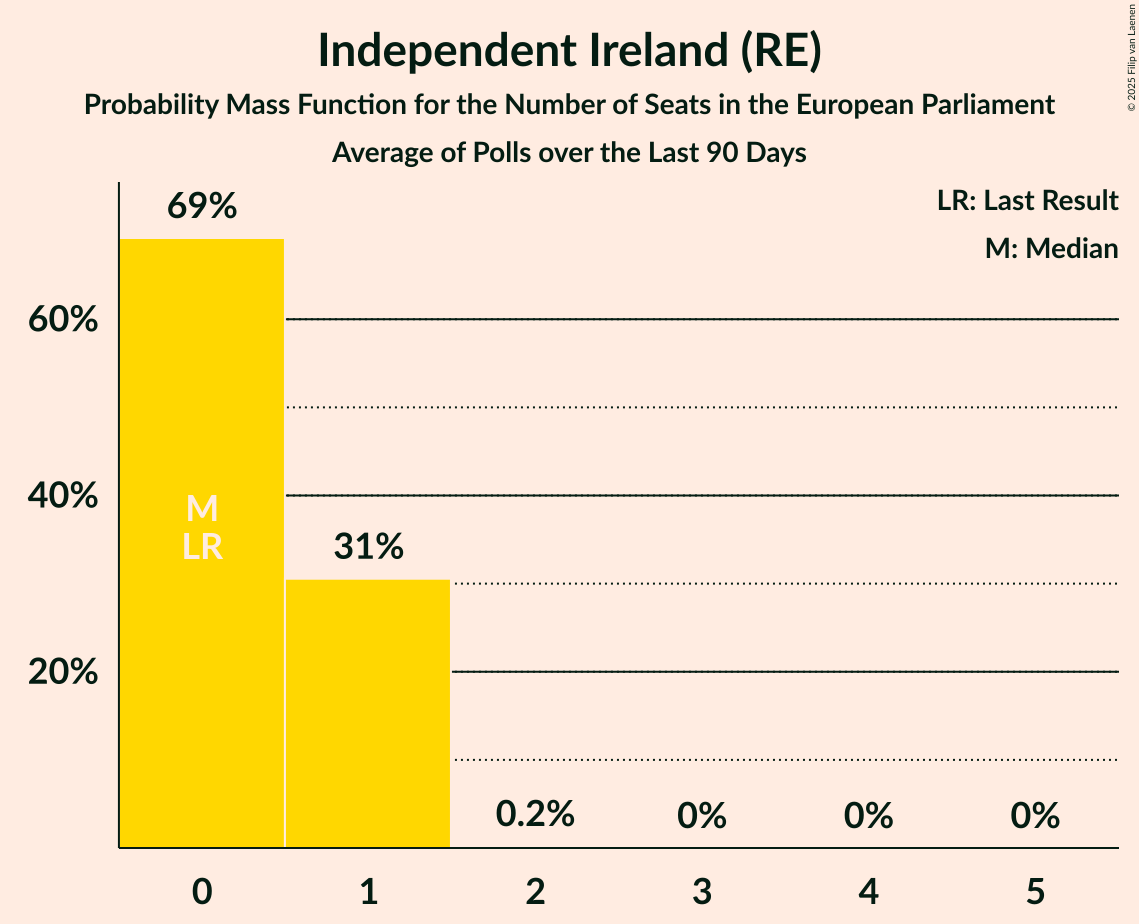 Independent Ireland (RE)
Probability Mass Function for the Number of Seats in the European Parliament
Average of Polls over the Last 90 Days
© 2025 Filip van Laenen
LR: Last Result
M: Median
69%
60%
40%
M
LR
31%
20%
0.2%
0%
0%
0%
0
1
2
3
4
5